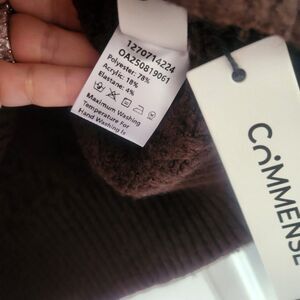 1270714224
OA250819061
Polyester: 78%
Acrylic: 18%
Elastane: 4%
Maximum Washing
Temperature For
Hand Washing Is
COMMENSE